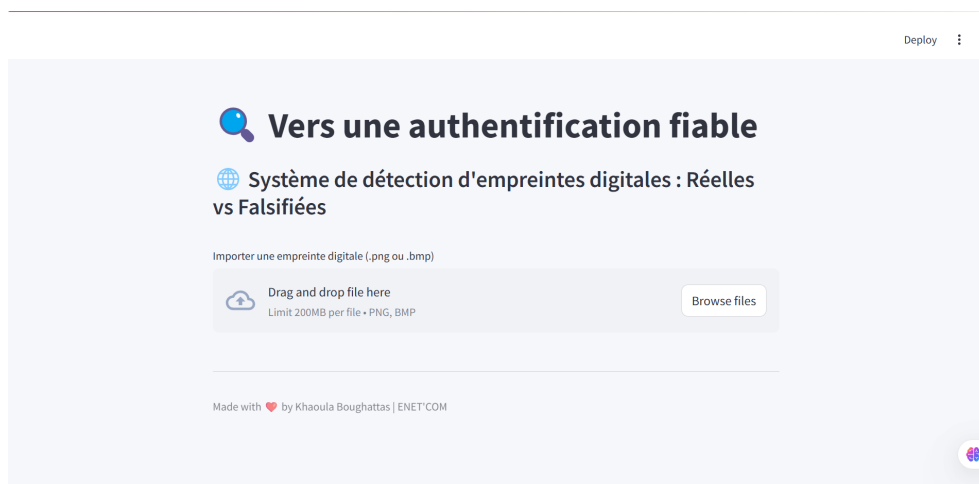 Deploy
Vers une authentification fiable
Système de détection d'empreintes digitales : Réelles
vs Falsifiées
Importer une empreinte digitale (.png ou .bmp)
Drag and drop file here
Limit 200MB per file • PNG, BMP
Browse files
Made with ❤️ by Khaoula Boughattas | ENET'COM